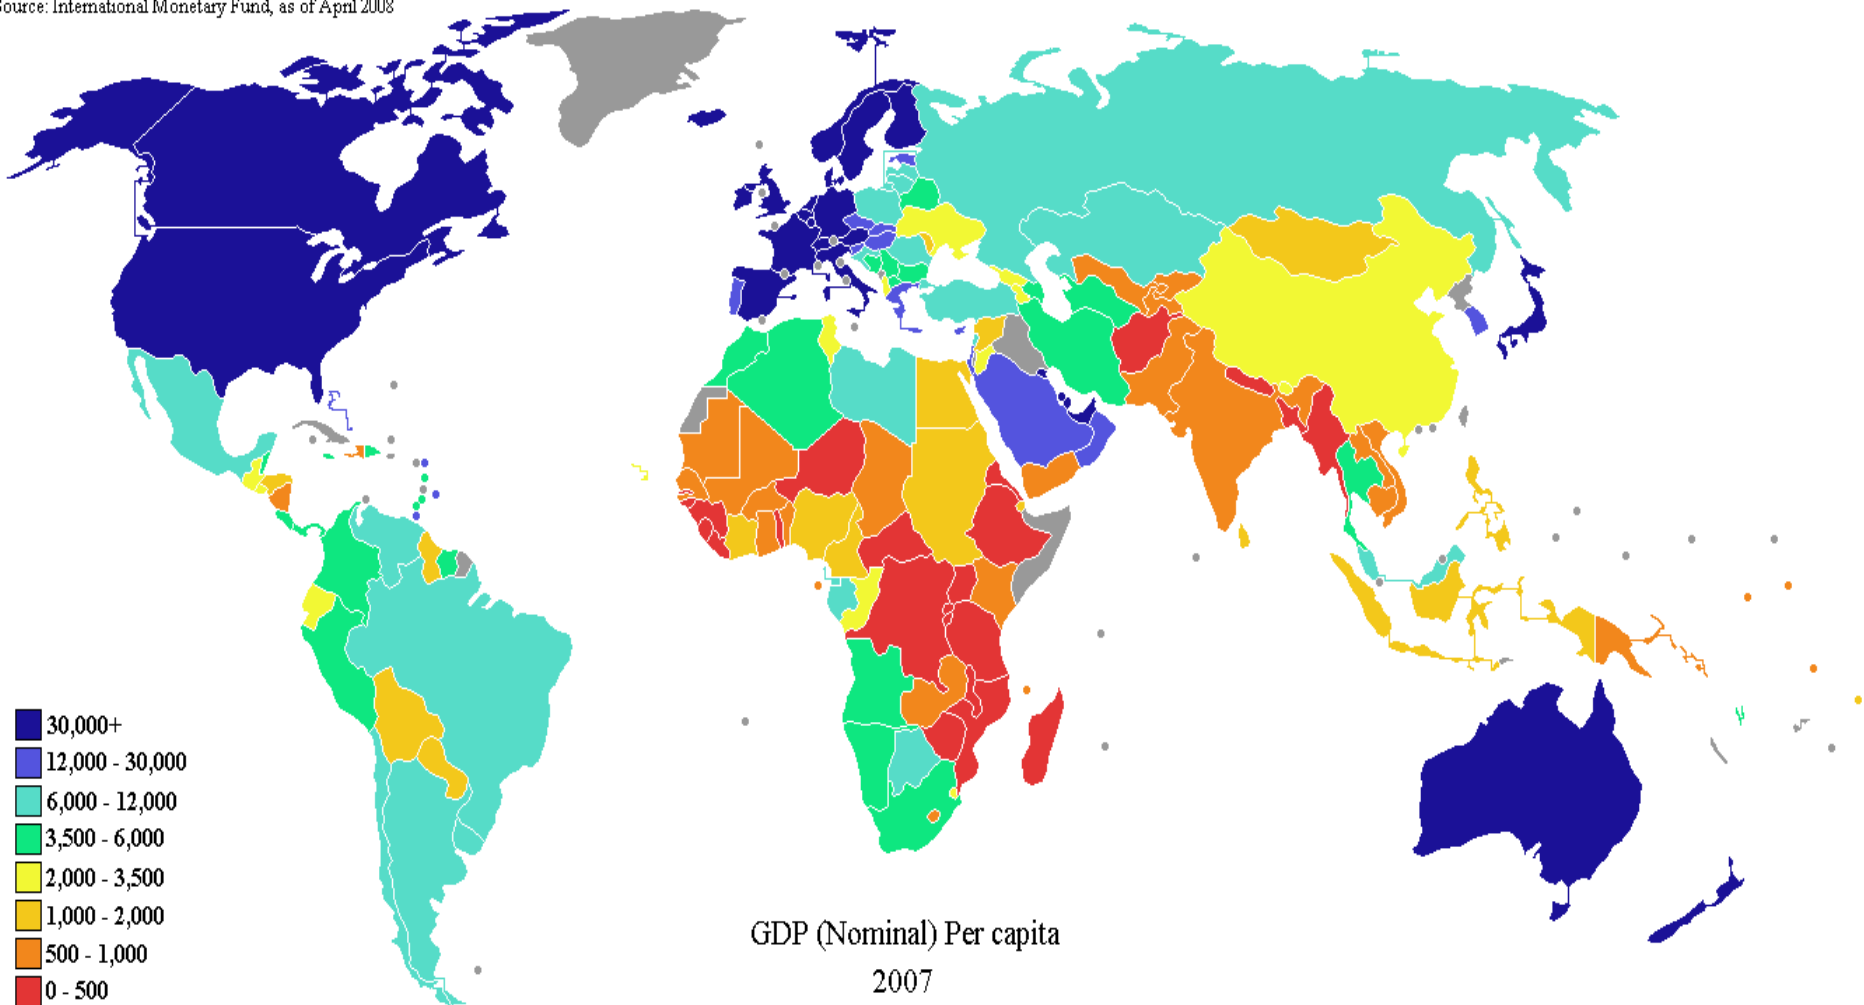 Source: International Monetary Fund, as of April 2008
30,000+
12,000 - 30,000
6,000 - 12,000
3,500 - 6,000
2,000 - 3,500
1,000 - 2,000
500 - 1,000
0 - 500
GDP (Nominal) Per capita
2007